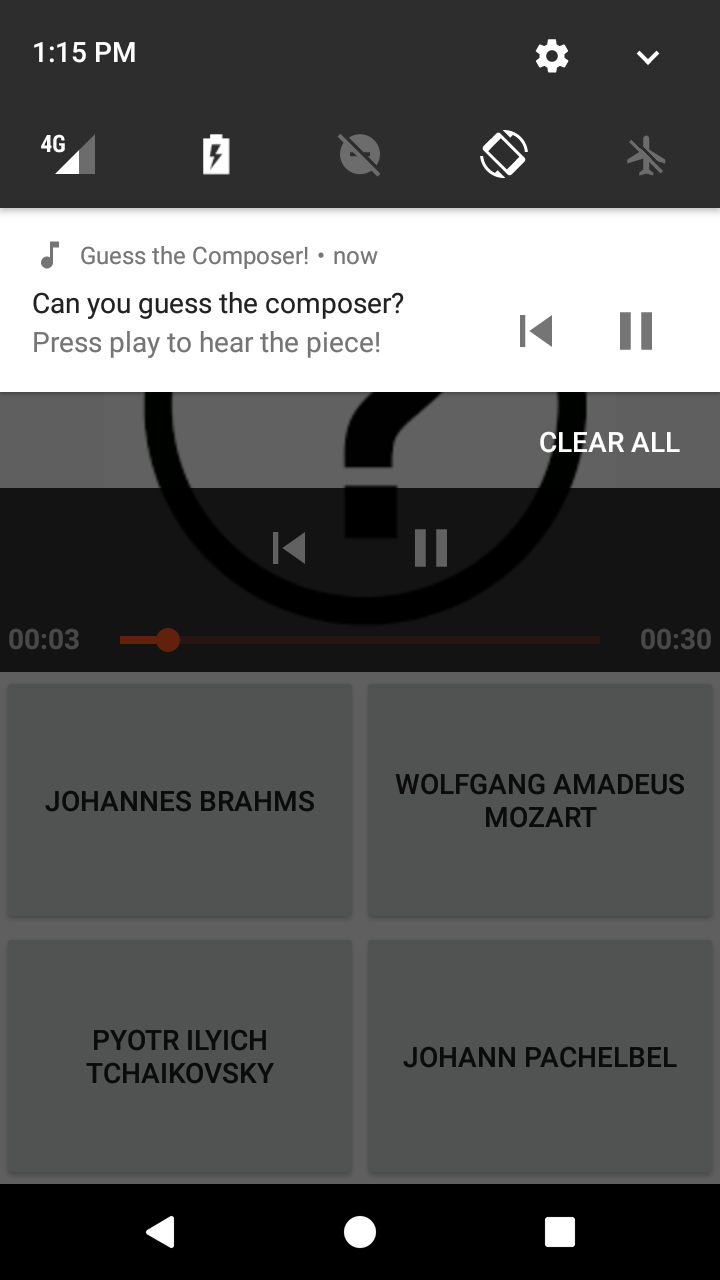 1:15 PM
4G
Guess the Composer! • now
Can you guess the composer?
Press play to hear the piece!
CLEAR ALL
00:03
00:30
JOHANNES BRAHMS
WOLFGANG AMADEUS
MOZART
PYOTR ILYICH
TCHAIKOVSKY
JOHANN PACHELBEL